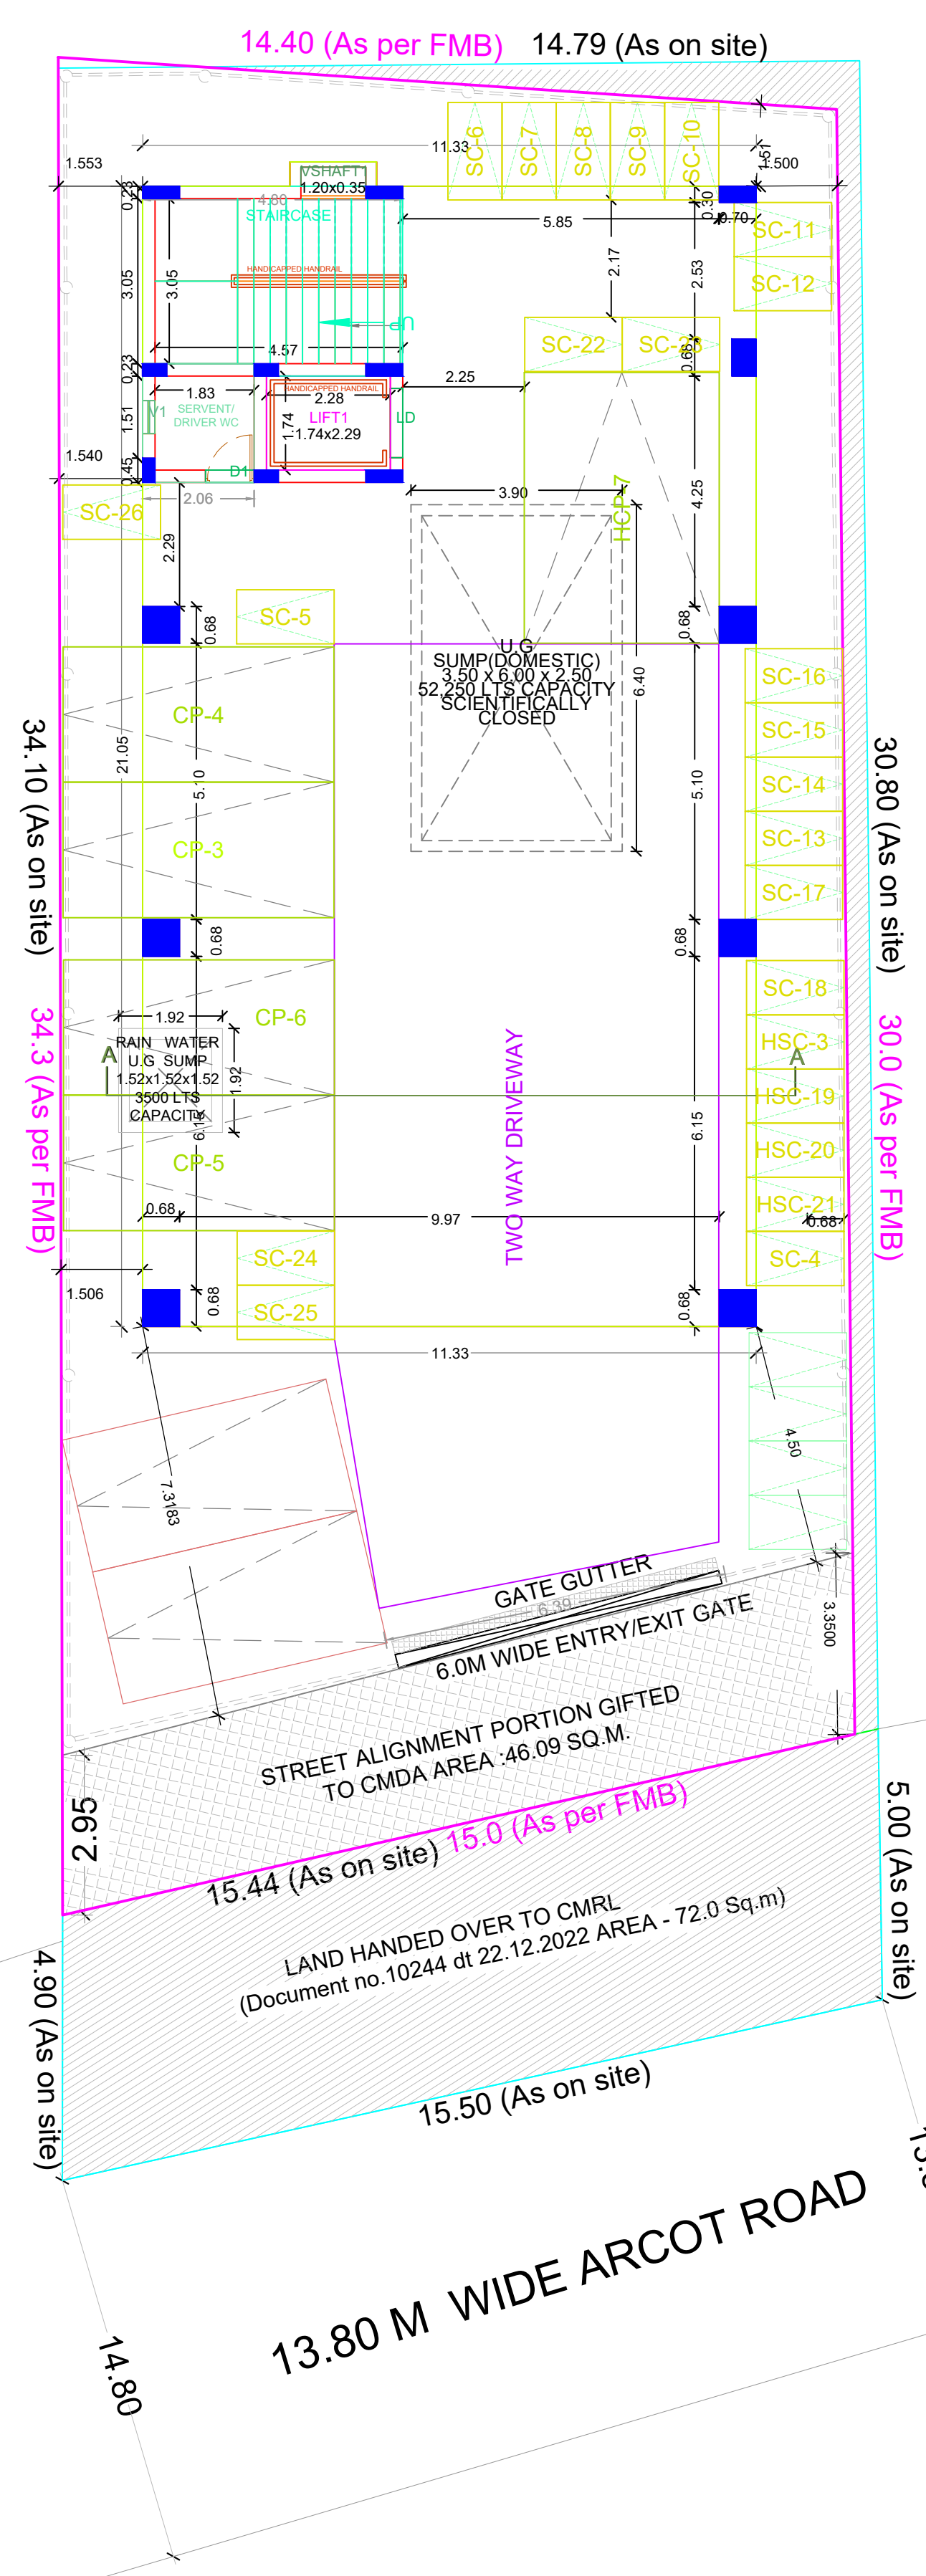 14.40 (As per FMB) 14.79 (As on site)
SC-6
SC-7
SC-8
SC-9
SC-10
11.33
1.51
1.553
1.500
VSHAFT1
1.20x0.35
0.23
4.80
STAIRCASE
0.30
0.70
5.85
SC-11
2.17
2.53
HANDICAPPED HANDRAIL
3.05
3.05
SC-12
UP
SC-22
SC-23
0.68
4.57
0.23
2.25
1.83
HANDICAPPED HANDRAIL
2.28
V1
SERVENT/
DRIVER WC
LIFT1
LD
1.51
1.74
1.74x2.29
1.540
0.45
D1
2.06
3.90
HCP-7
4.25
SC-26
2.29
SC-5
0.68
0.68
U.G
SUMP(DOMESTIC)
3.50 x 6.00 x 2.50
52,250 LTS CAPACITY
SCIENTIFICALLY
CLOSED
6.40
SC-16
CP-4
SC-15
34.10 (As on site)
21.05
5.10
5.10
SC-14
30.80 (As on site)
CP-3
SC-13
SC-17
0.68
0.68
SC-18
1.92
CP-6
RAIN WATER
U.G SUMP
1.52x1.52x1.52
3500 LTS
CAPACITY
1.92
A
A
HSC-3
HSC-19
34.3 (As per FMB)
30.0 (As per FMB)
6.15
6.15
TWO WAY DRIVEWAY
HSC-20
CP-5
HSC-21
0.68
9.97
0.68
SC-24
SC-4
1.506
0.68
SC-25
0.68
11.33
4.50
7.3183
GATE GUTTER
6.39
6.0M WIDE ENTRY/EXIT GATE
3.3500
STREET ALIGNMENT PORTION GIFTED
TO CMDA AREA :46.09 SQ.M.
2.95
15.44 (As on site) 15.0 (As per FMB)
5.00 (As on site)
LAND HANDED OVER TO CMRL
(Document no.10244 dt 22.12.2022 AREA - 72.0 Sq.m)
4.90 (As on site)
15.50 (As on site)
13.80 M WIDE ARCOT ROAD
14.80